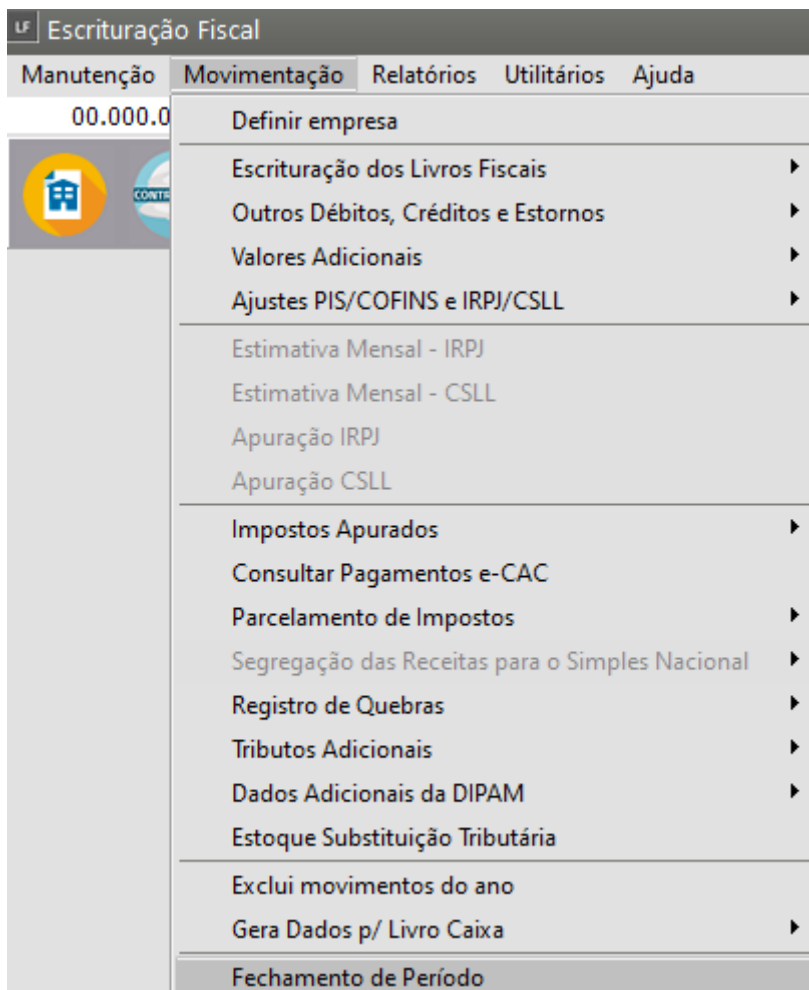 LF Escrituração Fiscal
Manutenção Movimentação Relatórios Utilitários Ajuda
00.000.0
Definir empresa
Escrituração dos Livros Fiscais
Outros Débitos, Créditos e Estornos
Valores Adicionais
Ajustes PIS/COFINS e IRPJ/CSLL
Estimativa Mensal - IRPJ
Estimativa Mensal - CSLL
Apuração IRPJ
Apuração CSLL
Impostos Apurados
Consultar Pagamentos e-CAC
Parcelamento de Impostos
Segregação das Receitas para o Simples Nacional
Registro de Quebras
Tributos Adicionais
Dados Adicionais da DIPAM
Estoque Substituição Tributária
Exclui movimentos do ano
Gera Dados p/ Livro Caixa
Fechamento de Período